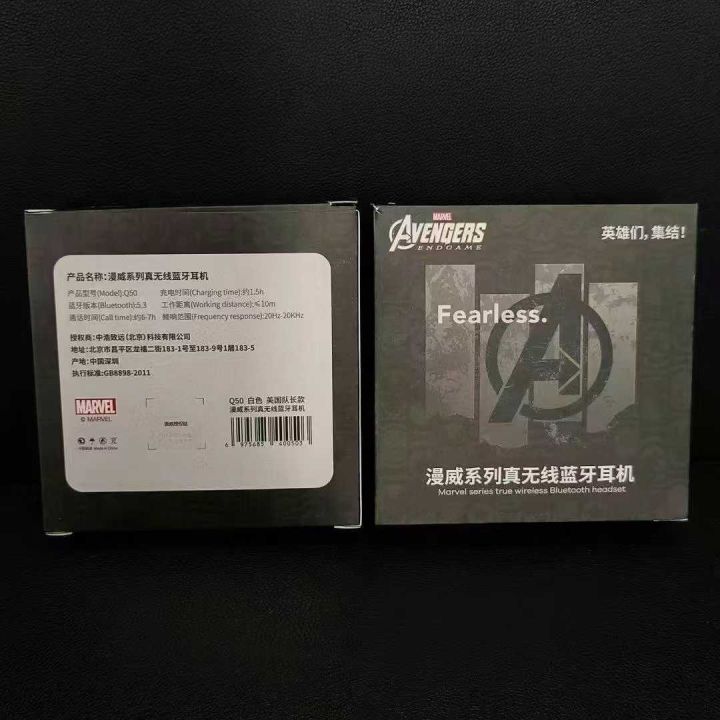 产品名称：漫威系列真无线蓝牙耳机
产品型号(Model):Q50 充电时间(Charging time):约1.5h
蓝牙版本(Bluetooth):5.3 工作距离(Working distance):≤10m
通话时间(Call time):约6-7h 频响范围(Frequency response):20Hz-20KHz
授权商：中浩致远(北京)科技有限公司
地址：北京市昌平区龙福二街183-1号至183-9号1层183-5
产地：中国深圳
执行标准:GB8898-2011
MARVEL
© MARVEL
Made in China
Q50 白色 美国队长款
漫威系列真无线蓝牙耳机
6 975685 400503
MARVEL
AVENGERS
ENDGAME
英雄们，集结！
Fearless.
漫威系列真无线蓝牙耳机
Marvel series true wireless Bluetooth headset